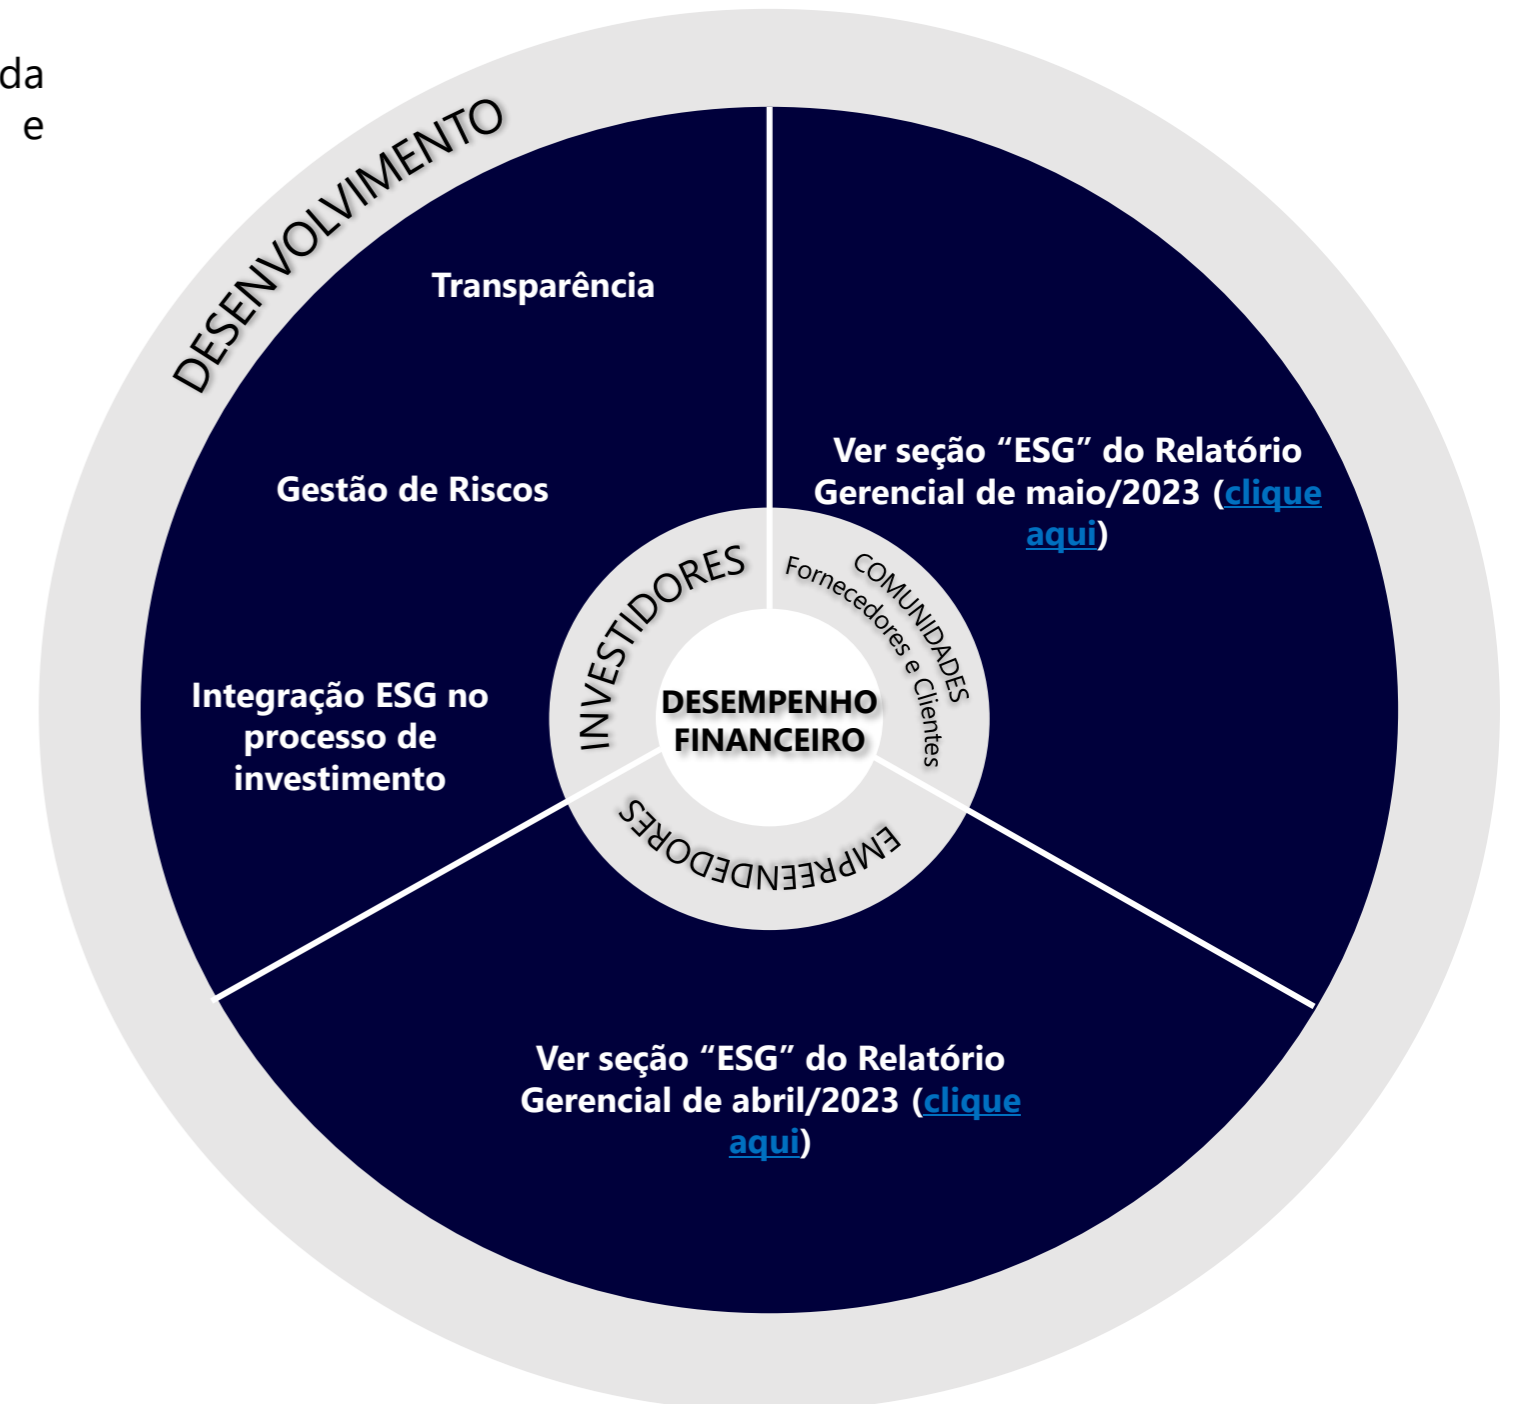 da
e
DESENVOLVIMENTO
Transparência
Gestão de Riscos
Integração ESG no
processo de
investimento
Ver seção “ESG” do Relatório
Gerencial de maio/2023 (clique
aqui)
INVESTIDORES
COMUNIDADES
Fornecedores e Clientes
DESEMPENHO
FINANCEIRO
EMPREENDEDORES
Ver seção “ESG” do Relatório
Gerencial de abril/2023 (clique
aqui)